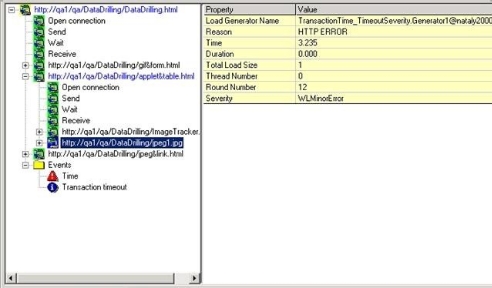 http://qa1/qa/DataDrilling/DataDrilling.html
Open connection
Send
Wait
Receive
http://qa1/qa/DataDrilling/gif&form.html
http://qa1/qa/DataDrilling/applet&table.html
Open connection
Send
Wait
Receive
http://qa1/qa/DataDrilling/ImageTracker.
http://qa1/qa/DataDrilling/jpeg1.jpg
http://qa1/qa/DataDrilling/jpeg&link.html
Events
Time
Transaction timeout
Property Value
Load Generator Name TransactionTime_TimeoutSeverity.Generator1@nataly2000
Reason HTTP ERROR
Time 3.235
Duration 0.000
Total Load Size 1
Thread Number 0
Round Number 12
Severity WLMinorError